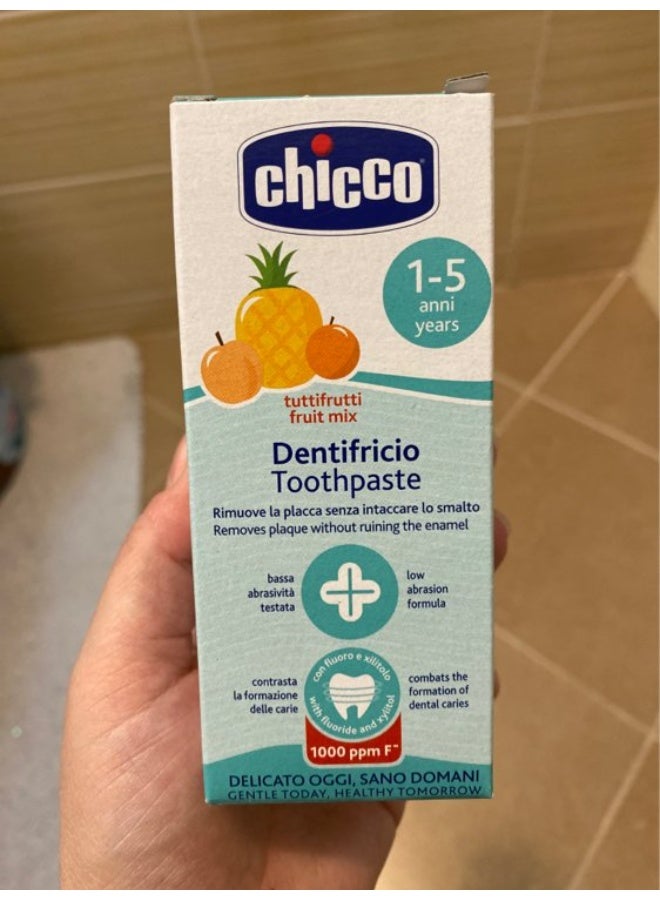 chicco
1-5
anni
years
tuttifrutti
fruit mix
Dentifricio
Toothpaste
Rimuove la placca senza intaccare lo smalto
Removes plaque without ruining the enamel
bassa
abrasività
testata
low
abrasion
formula
contrasta
la formazione
delle carie
con fluoro e xilitolo
with fluoride and xylitol
combats the
formation of
dental caries
1000 ppm F⁻
DELICATO OGGI, SANO DOMANI
GENTLE TODAY, HEALTHY TOMORROW